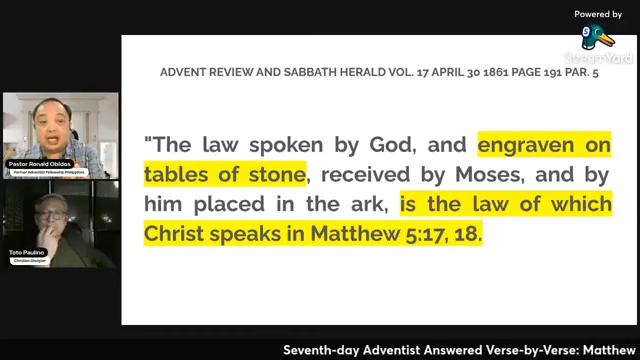 Powered by
StreamYard
ADVENT REVIEW AND SABBATH HERALD VOL. 17 APRIL 30 1861 PAGE 191 PAR. 5
"The law spoken by God, and engraven on
tables of stone, received by Moses, and by
him placed in the ark, is the law of which
Christ speaks in Matthew 5:17, 18.
Pastor Ronald Obidos
Former Adventist Fellowship Philippines
Toto Paulino
Christian Disciple
Seventh-day Adventist Answered Verse-by-Verse: Matthew